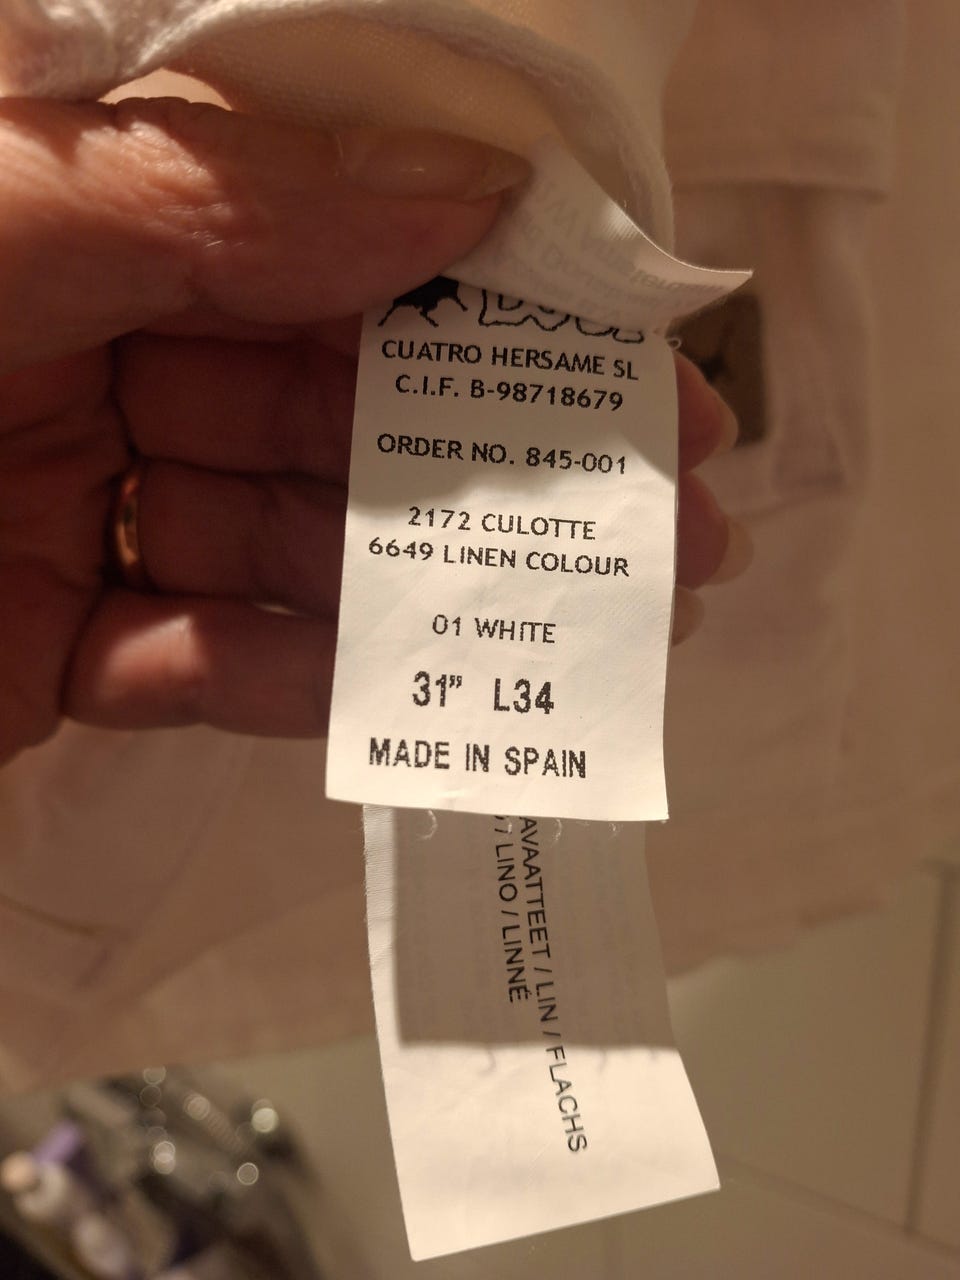 CUATRO HERSAME SL
C.I.F. B-98718679
ORDER NO. 845-001
2172 CULOTTE
6649 LINEN COLOUR
01 WHITE
31" L34
MADE IN SPAIN
AVAATTEET / LIN / FLACHS
/ LINO / LINNÉ